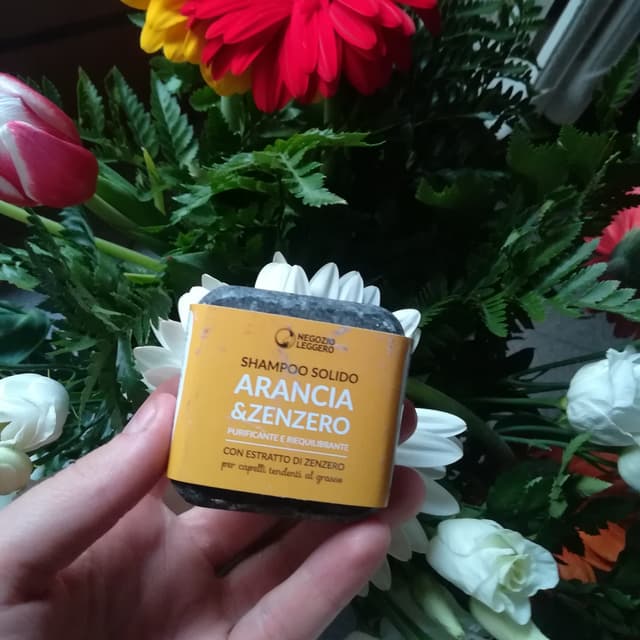 NEGOZIO
LEGGERO
SHAMPOO SOLIDO
ARANCIA
&ZENZERO
PURIFICANTE E RIEQUILIBRANTE
CON ESTRATTO DI ZENZERO
per capelli tendenti al grasso